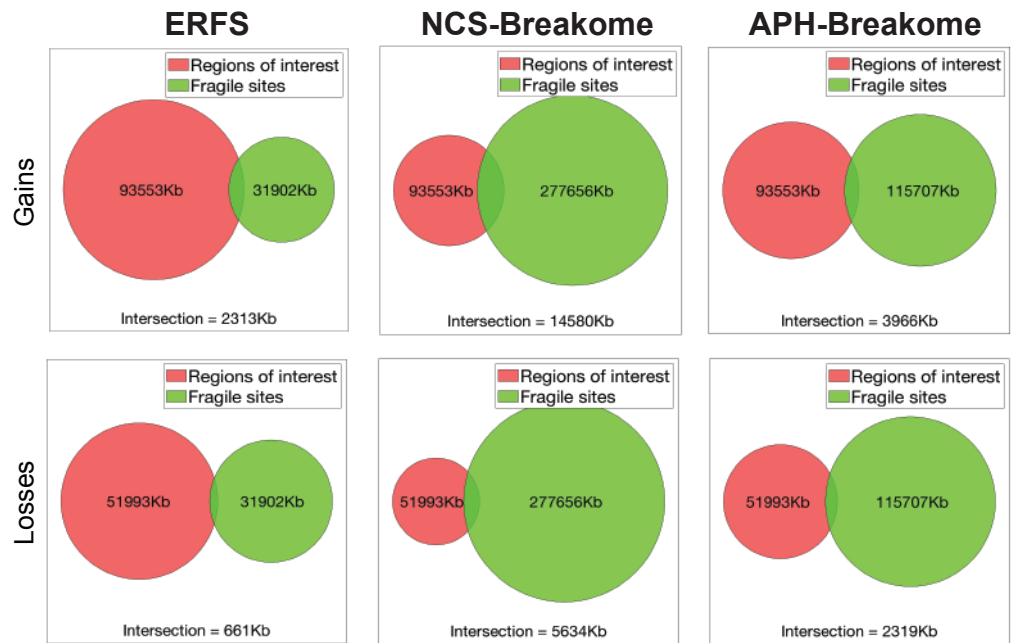 ERFS
NCS-Breakome
APH-Breakome
Gains
Regions of interest
Fragile sites
93553Kb
31902Kb
Intersection = 2313Kb
Regions of interest
Fragile sites
93553Kb
277656Kb
Intersection = 14580Kb
Regions of interest
Fragile sites
93553Kb
115707Kb
Intersection = 3966Kb
Losses
Regions of interest
Fragile sites
51993Kb
31902Kb
Intersection = 661Kb
Regions of interest
Fragile sites
51993Kb
277656Kb
Intersection = 5634Kb
Regions of interest
Fragile sites
51993Kb
115707Kb
Intersection = 2319Kb